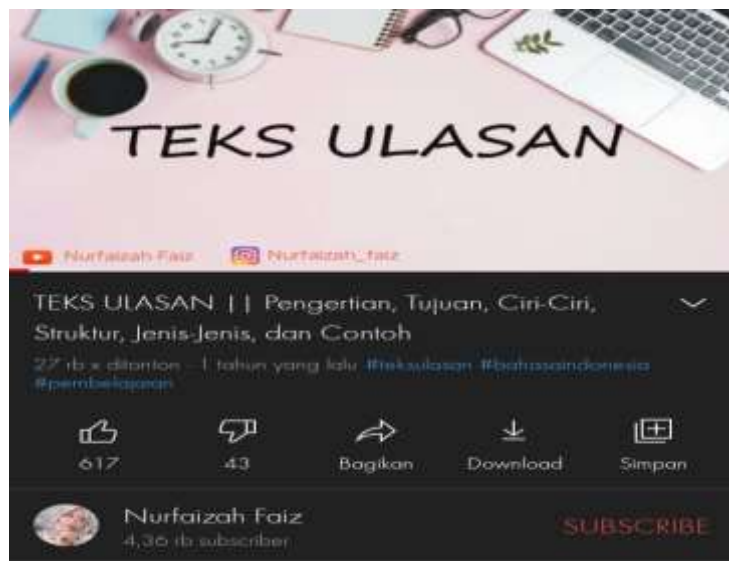 TEKS ULASAN
Nurfaizah Faiz Nurfaizah_faiz
TEKS ULASAN || Pengertian, Tujuan, Ciri-Ciri,
Struktur, Jenis-Jenis, dan Contoh
27 rb x ditonton · 1 tahun yang lalu #teksulasan #bahasaindonesia
#pembelajaran
617 43 Bagikan Download Simpan
Nurfaizah Faiz SUBSCRIBE
4,36 rb subscriber